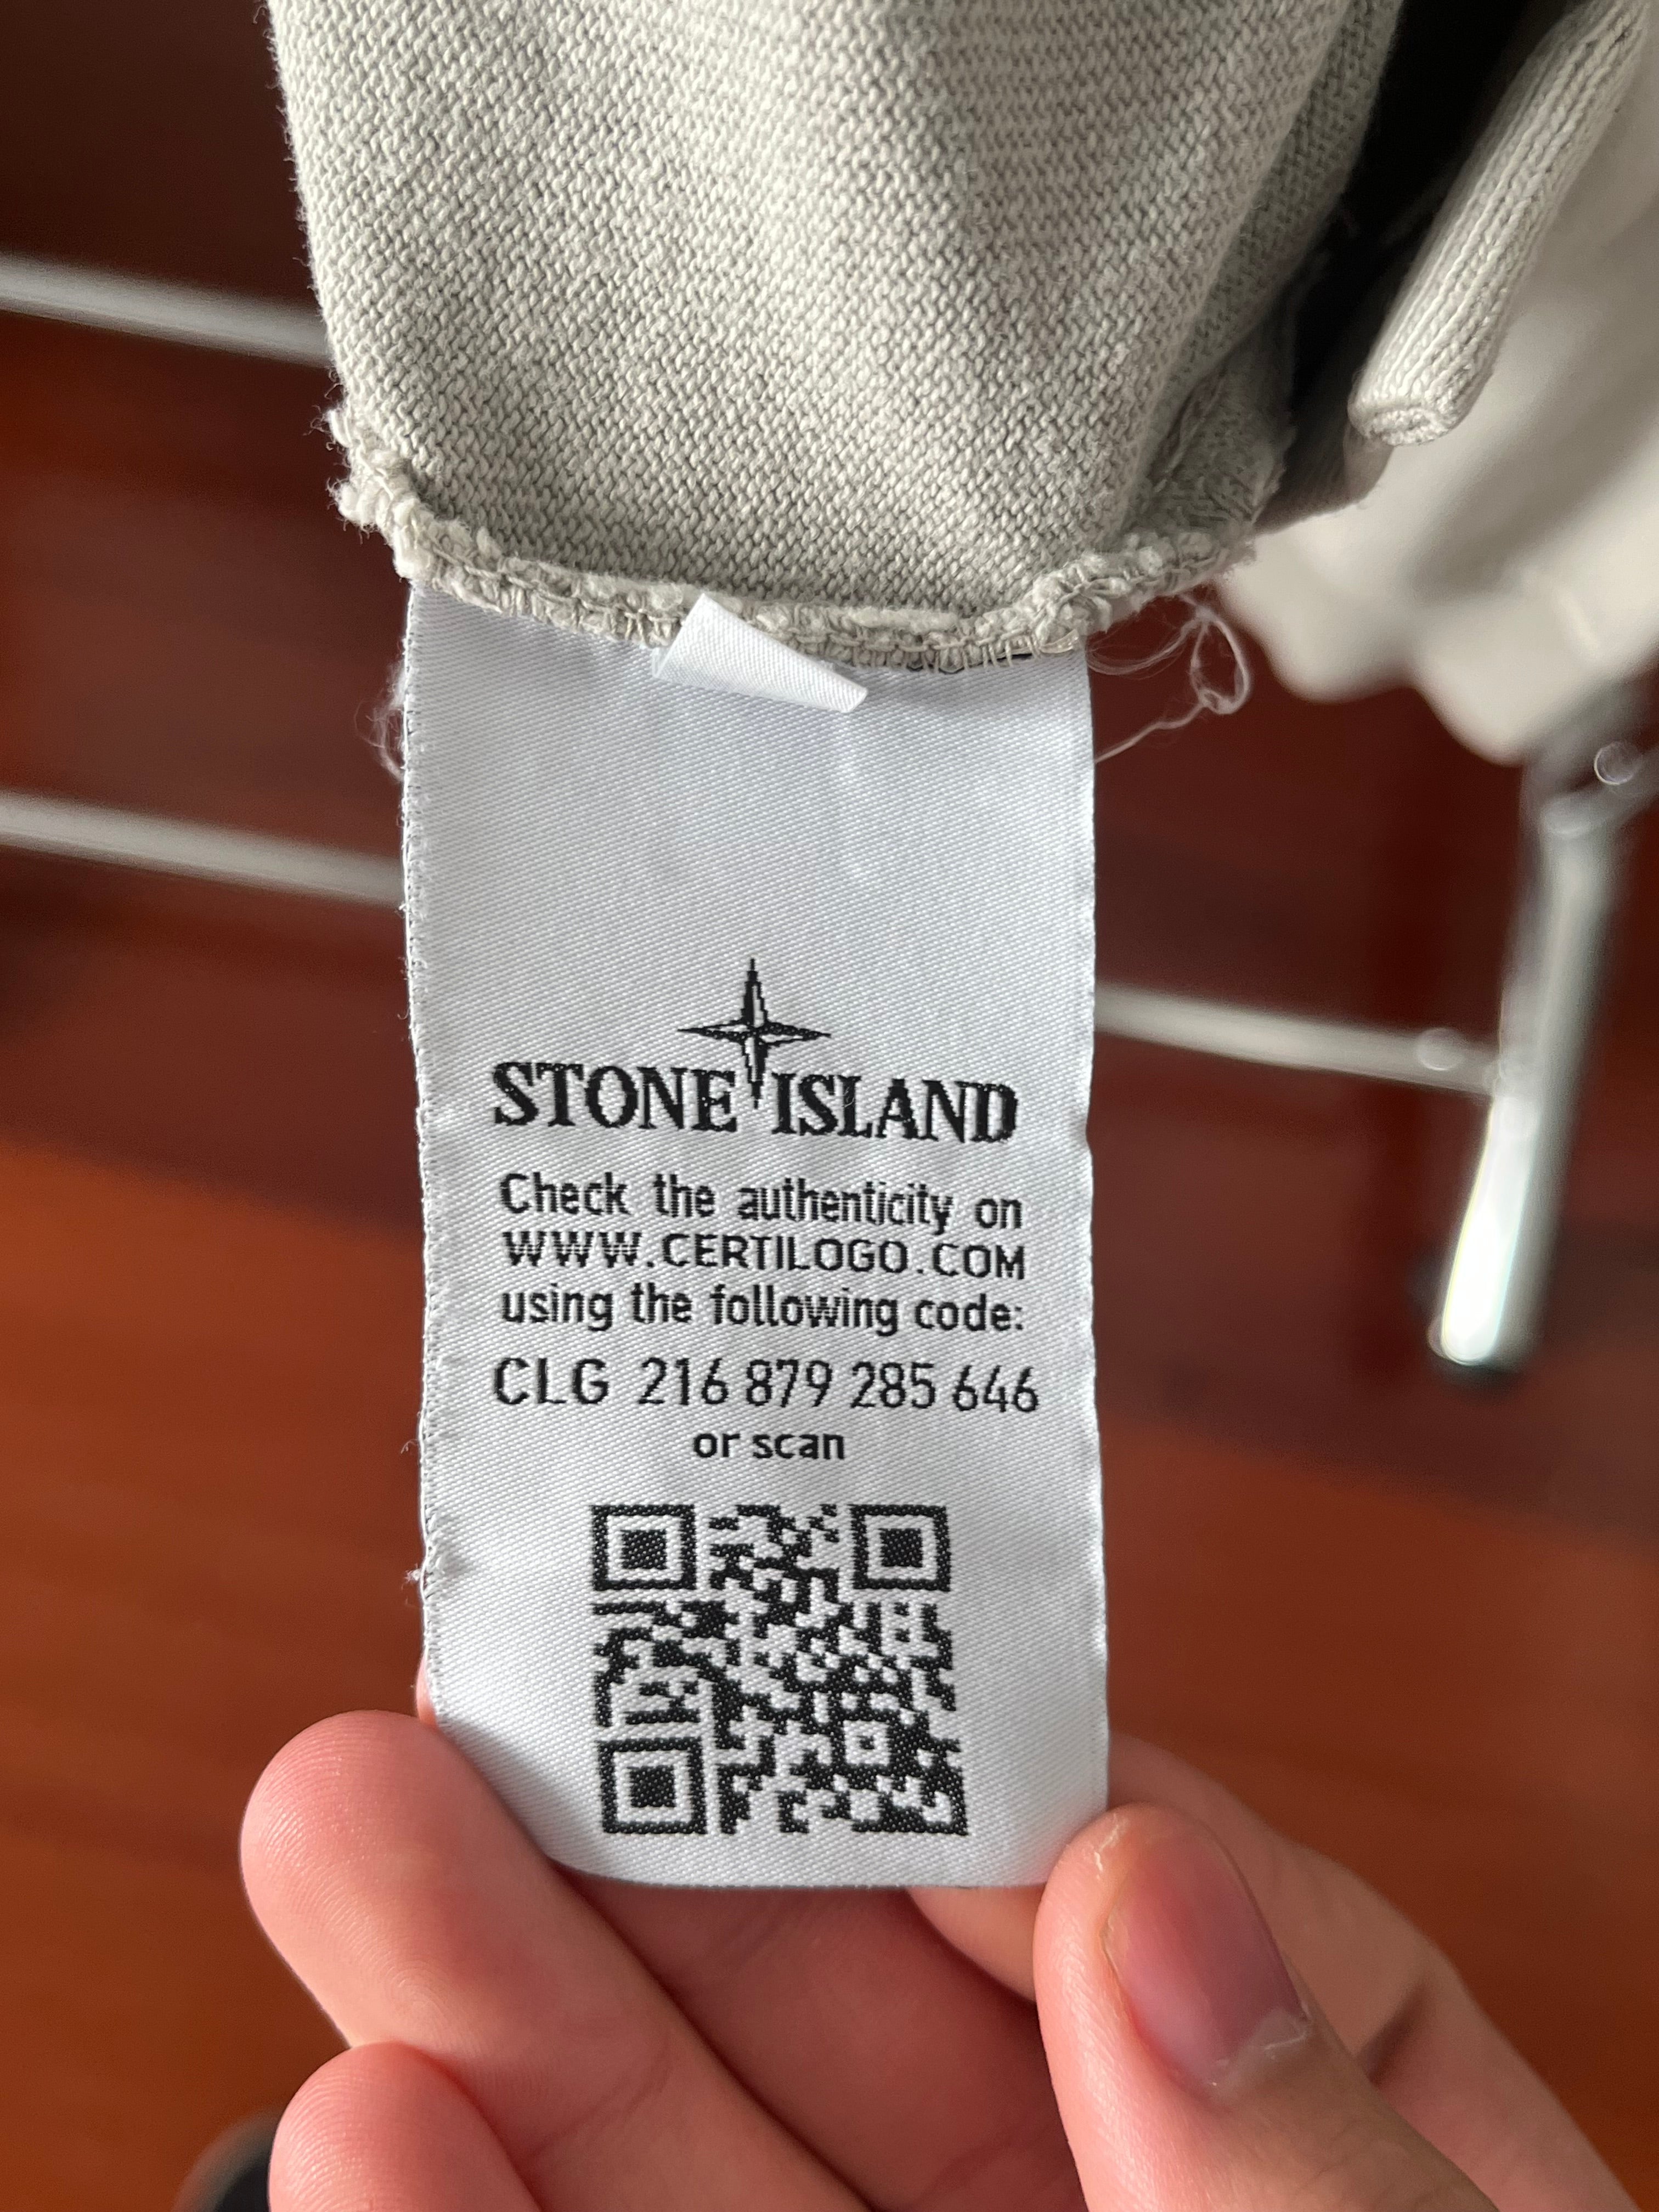 STONE ISLAND
Check the authenticity on
WWW.CERTILOGO.COM
using the following code:
CLG 216 879 285 646
or scan